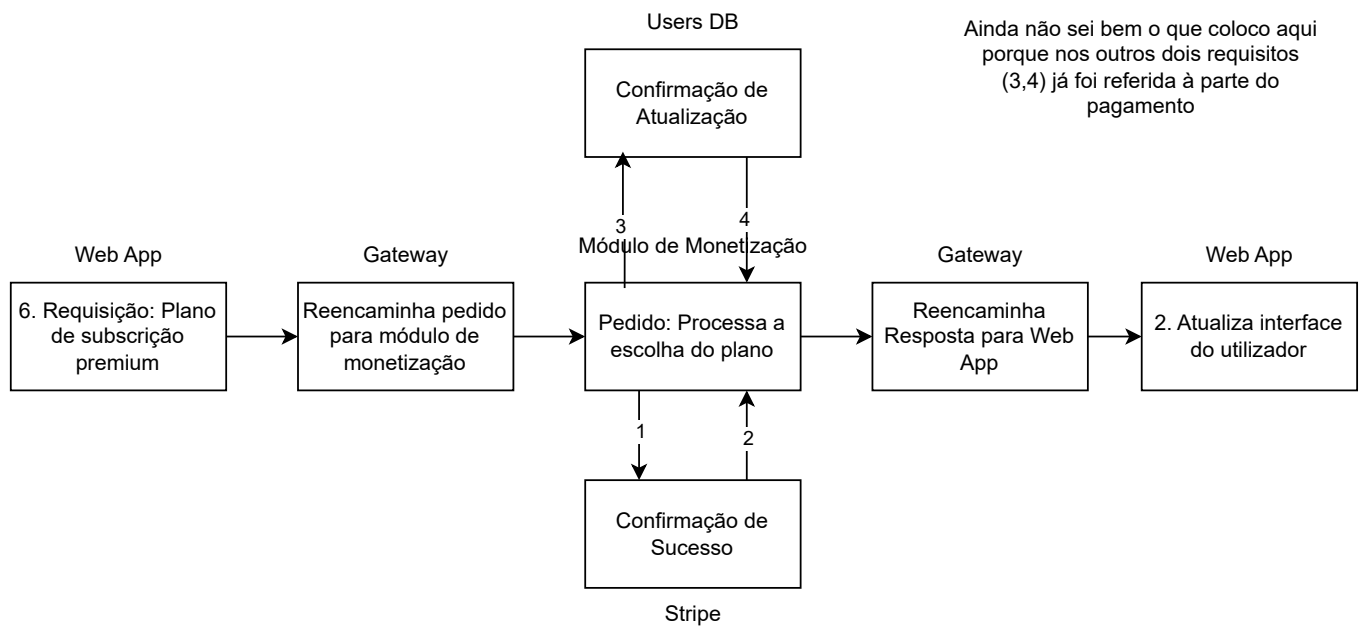 Users DB
Ainda não sei bem o que coloco aqui
porque nos outros dois requisitos
(3,4) já foi referida à parte do
pagamento
Confirmação de
Atualização
3
4
Módulo de Monetização
Web App
Gateway
Gateway
Web App
6. Requisição: Plano
de subscrição
premium
Reencaminha pedido
para módulo de
monetização
Pedido: Processa a
escolha do plano
Reencaminha
Resposta para Web
App
2. Atualiza interface
do utilizador
1
2
Confirmação de
Sucesso
Stripe